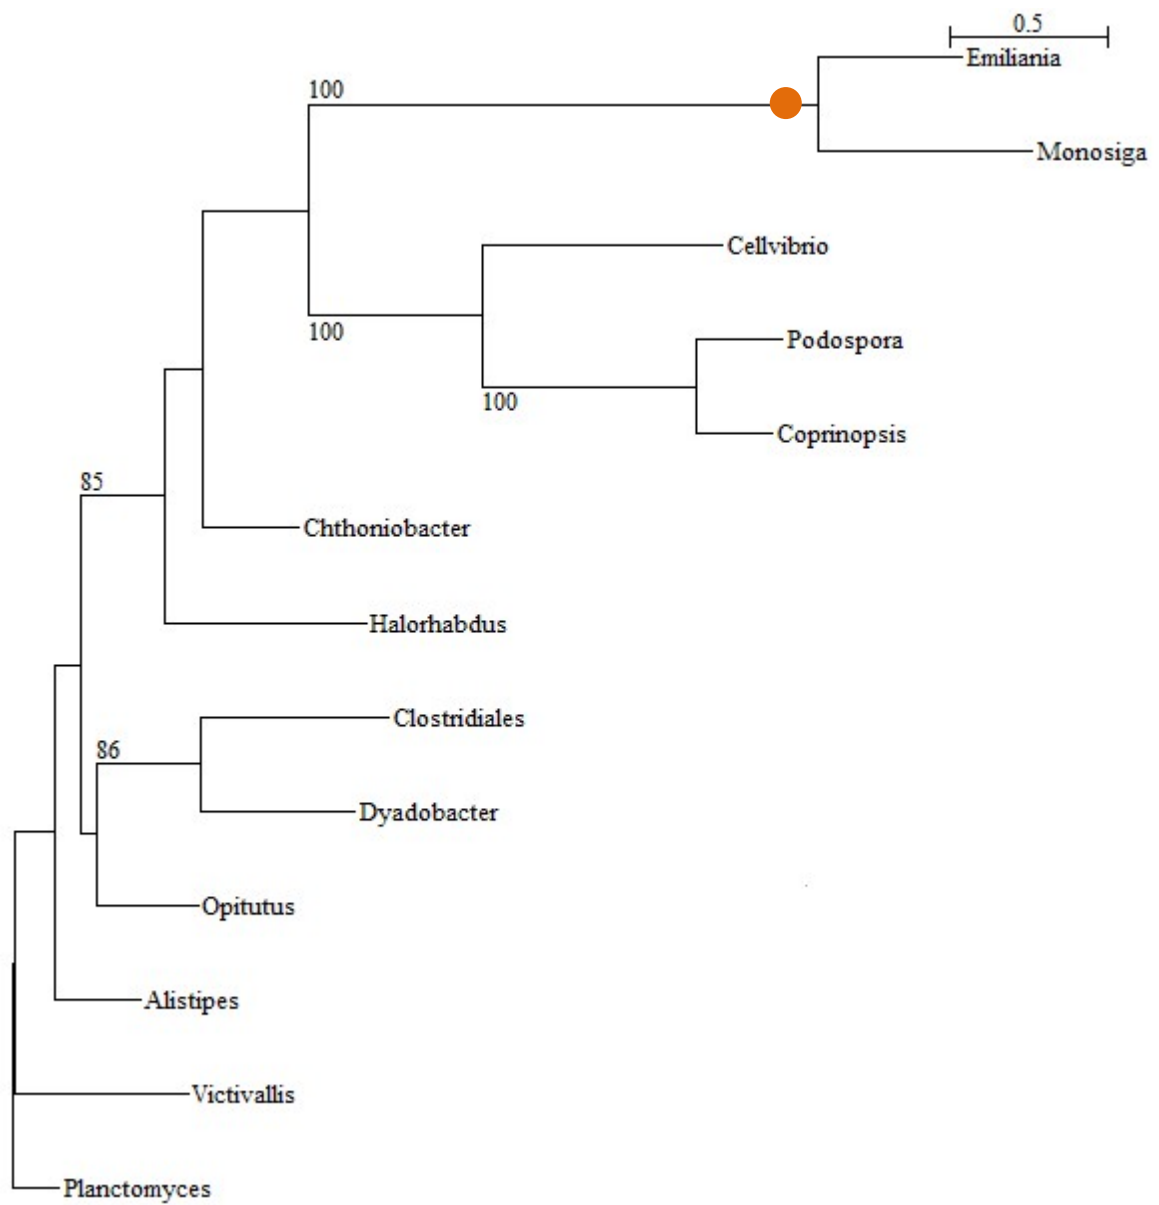 0.5
Emiliania
100
Monosiga
Cellvibrio
100
Podospora
100
Coprinopsis
85
Chthoniobacter
Halorhabdus
Clostridiales
86
Dyadobacter
Opitutus
Alistipes
Victivallis
Planctomyces